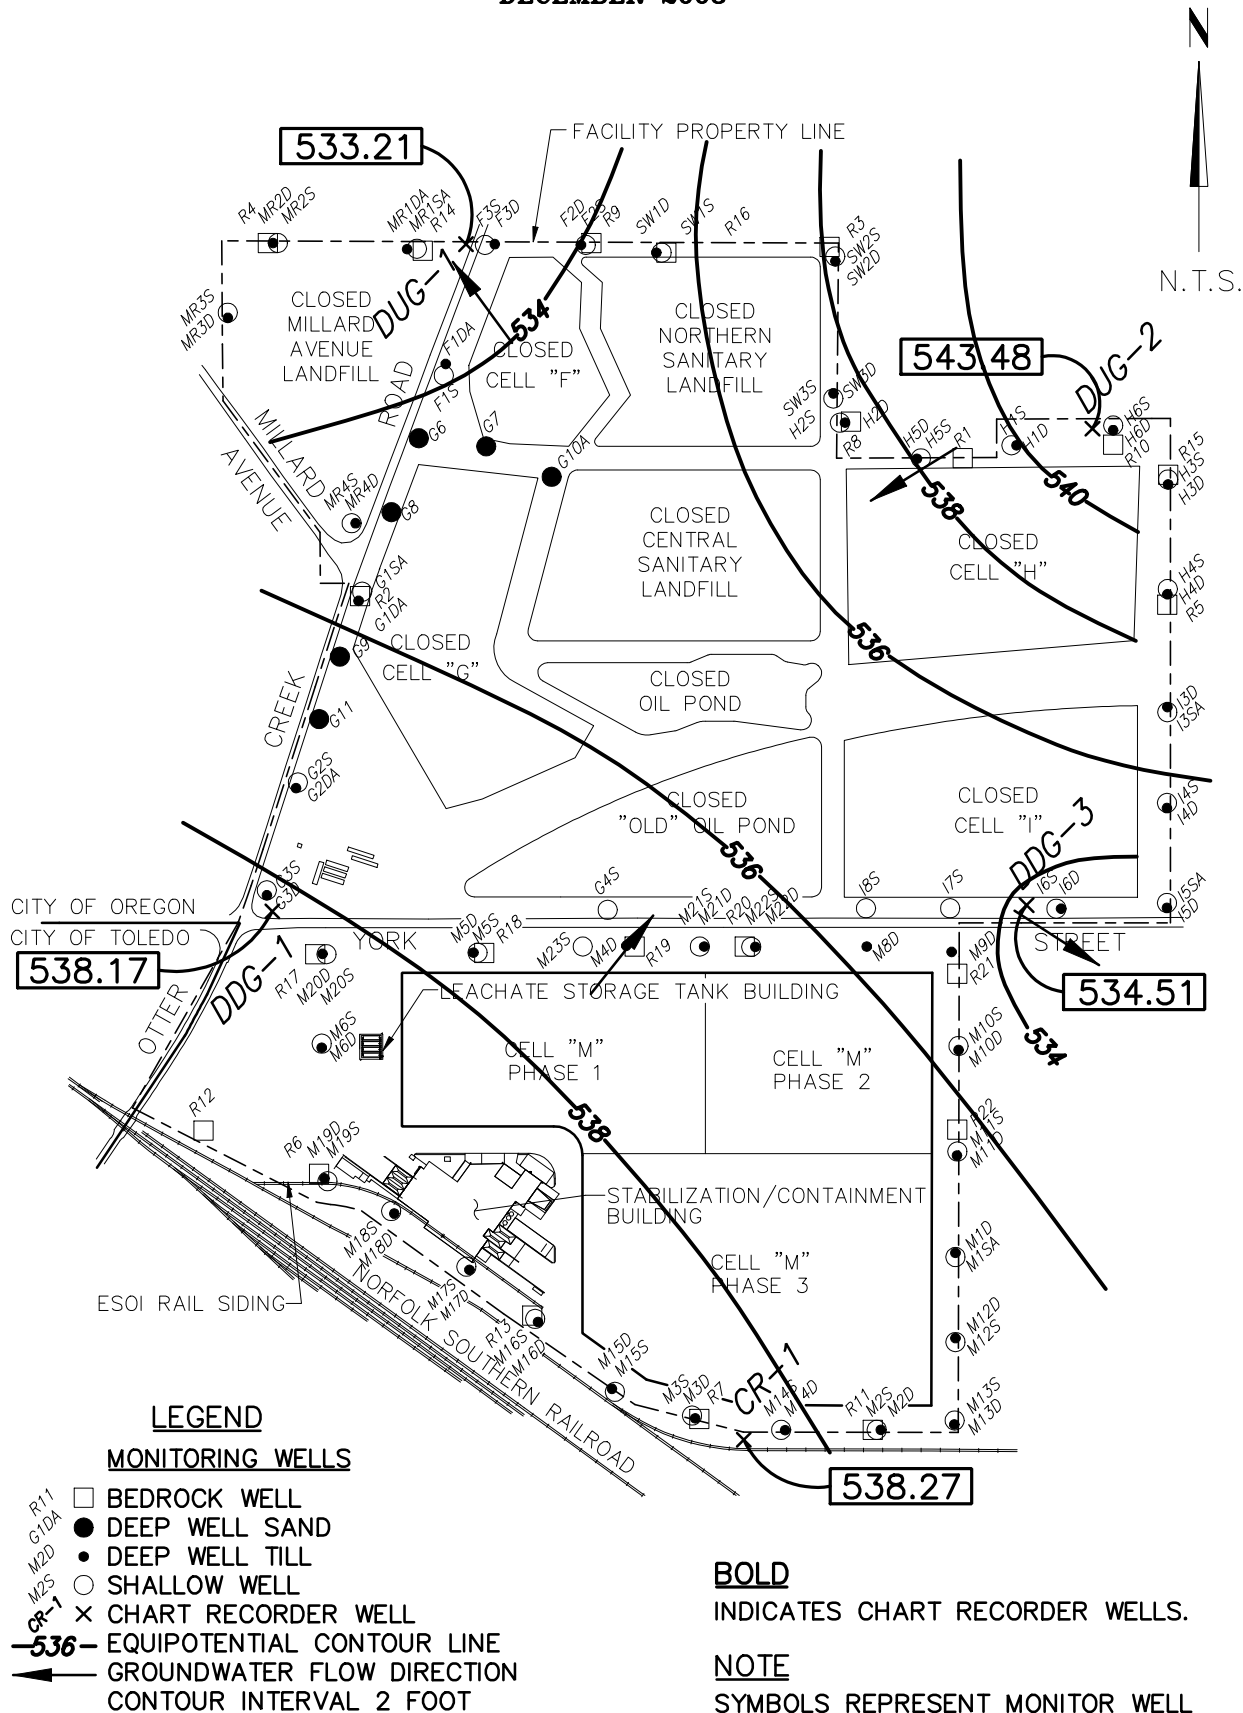 N
N.T.S.
533.21
FACILITY PROPERTY LINE
R4
MR2D
MR2S
MR1DA
MR1SA
R14
F3S
F3D
F2D
F2S
R9
SW1D
SW1S
R16
R3
SW2S
SW2D
MR3S
MR3D
CLOSED
MILLARD
AVENUE
LANDFILL
DUG-1
534
CLOSED
CELL "F"
F1DA
F1S
CLOSED
NORTHERN
SANITARY
LANDFILL
543.48
DUG-2
SW3S
SW3D
H2S
H2D
R8
H5D
H5S
R1
H1S
H1D
H6S
H6D
R10
R15
H3S
H3D
ROAD
MILLARD
AVENUE
G6
G7
G10A
MR4S
MR4D
G8
CLOSED
CENTRAL
SANITARY
LANDFILL
538
540
CLOSED
CELL "H"
G1SA
R2
G1DA
H4S
H4D
R5
G9
CLOSED
CELL "G"
536
CLOSED
OIL POND
CREEK
G11
I3D
I3SA
G2S
G2DA
CLOSED
"OLD" OIL POND
CLOSED
CELL "I"
I4S
I4D
536
DDG-3
G3S
G3D
G4S
I8S
I7S
I6S
I6D
I5SA
I5D
CITY OF OREGON
CITY OF TOLEDO
538.17
DDG-1
YORK
STREET
R17
M20D
M20S
M5D
M5S
R18
M23S
M4D
R19
M21S
M21D
R20
M22S
M22D
M8D
M9D
R21
534.51
OTTER
LEACHATE STORAGE TANK BUILDING
M6S
M6D
CELL "M"
PHASE 1
CELL "M"
PHASE 2
M10S
M10D
534
R12
538
R22
M11S
M11D
R6
M19D
M19S
STABILIZATION/CONTAINMENT
BUILDING
M18S
M18D
CELL "M"
PHASE 3
M1D
M1SA
ESOI RAIL SIDING
M17S
M17D
NORFOLK SOUTHERN RAILROAD
R13
M16S
M16D
M12D
M12S
M15D
M15S
M3S
M3D
R7
CR-1
M14S
M14D
R11
M2S
M2D
M13S
M13D
538.27
LEGEND
MONITORING WELLS
R11 BEDROCK WELL
G1DA DEEP WELL SAND
M2D DEEP WELL TILL
M2S SHALLOW WELL
CR-1 CHART RECORDER WELL
536 EQUIPOTENTIAL CONTOUR LINE
GROUNDWATER FLOW DIRECTION
CONTOUR INTERVAL 2 FOOT
BOLD
INDICATES CHART RECORDER WELLS.
NOTE
SYMBOLS REPRESENT MONITOR WELL